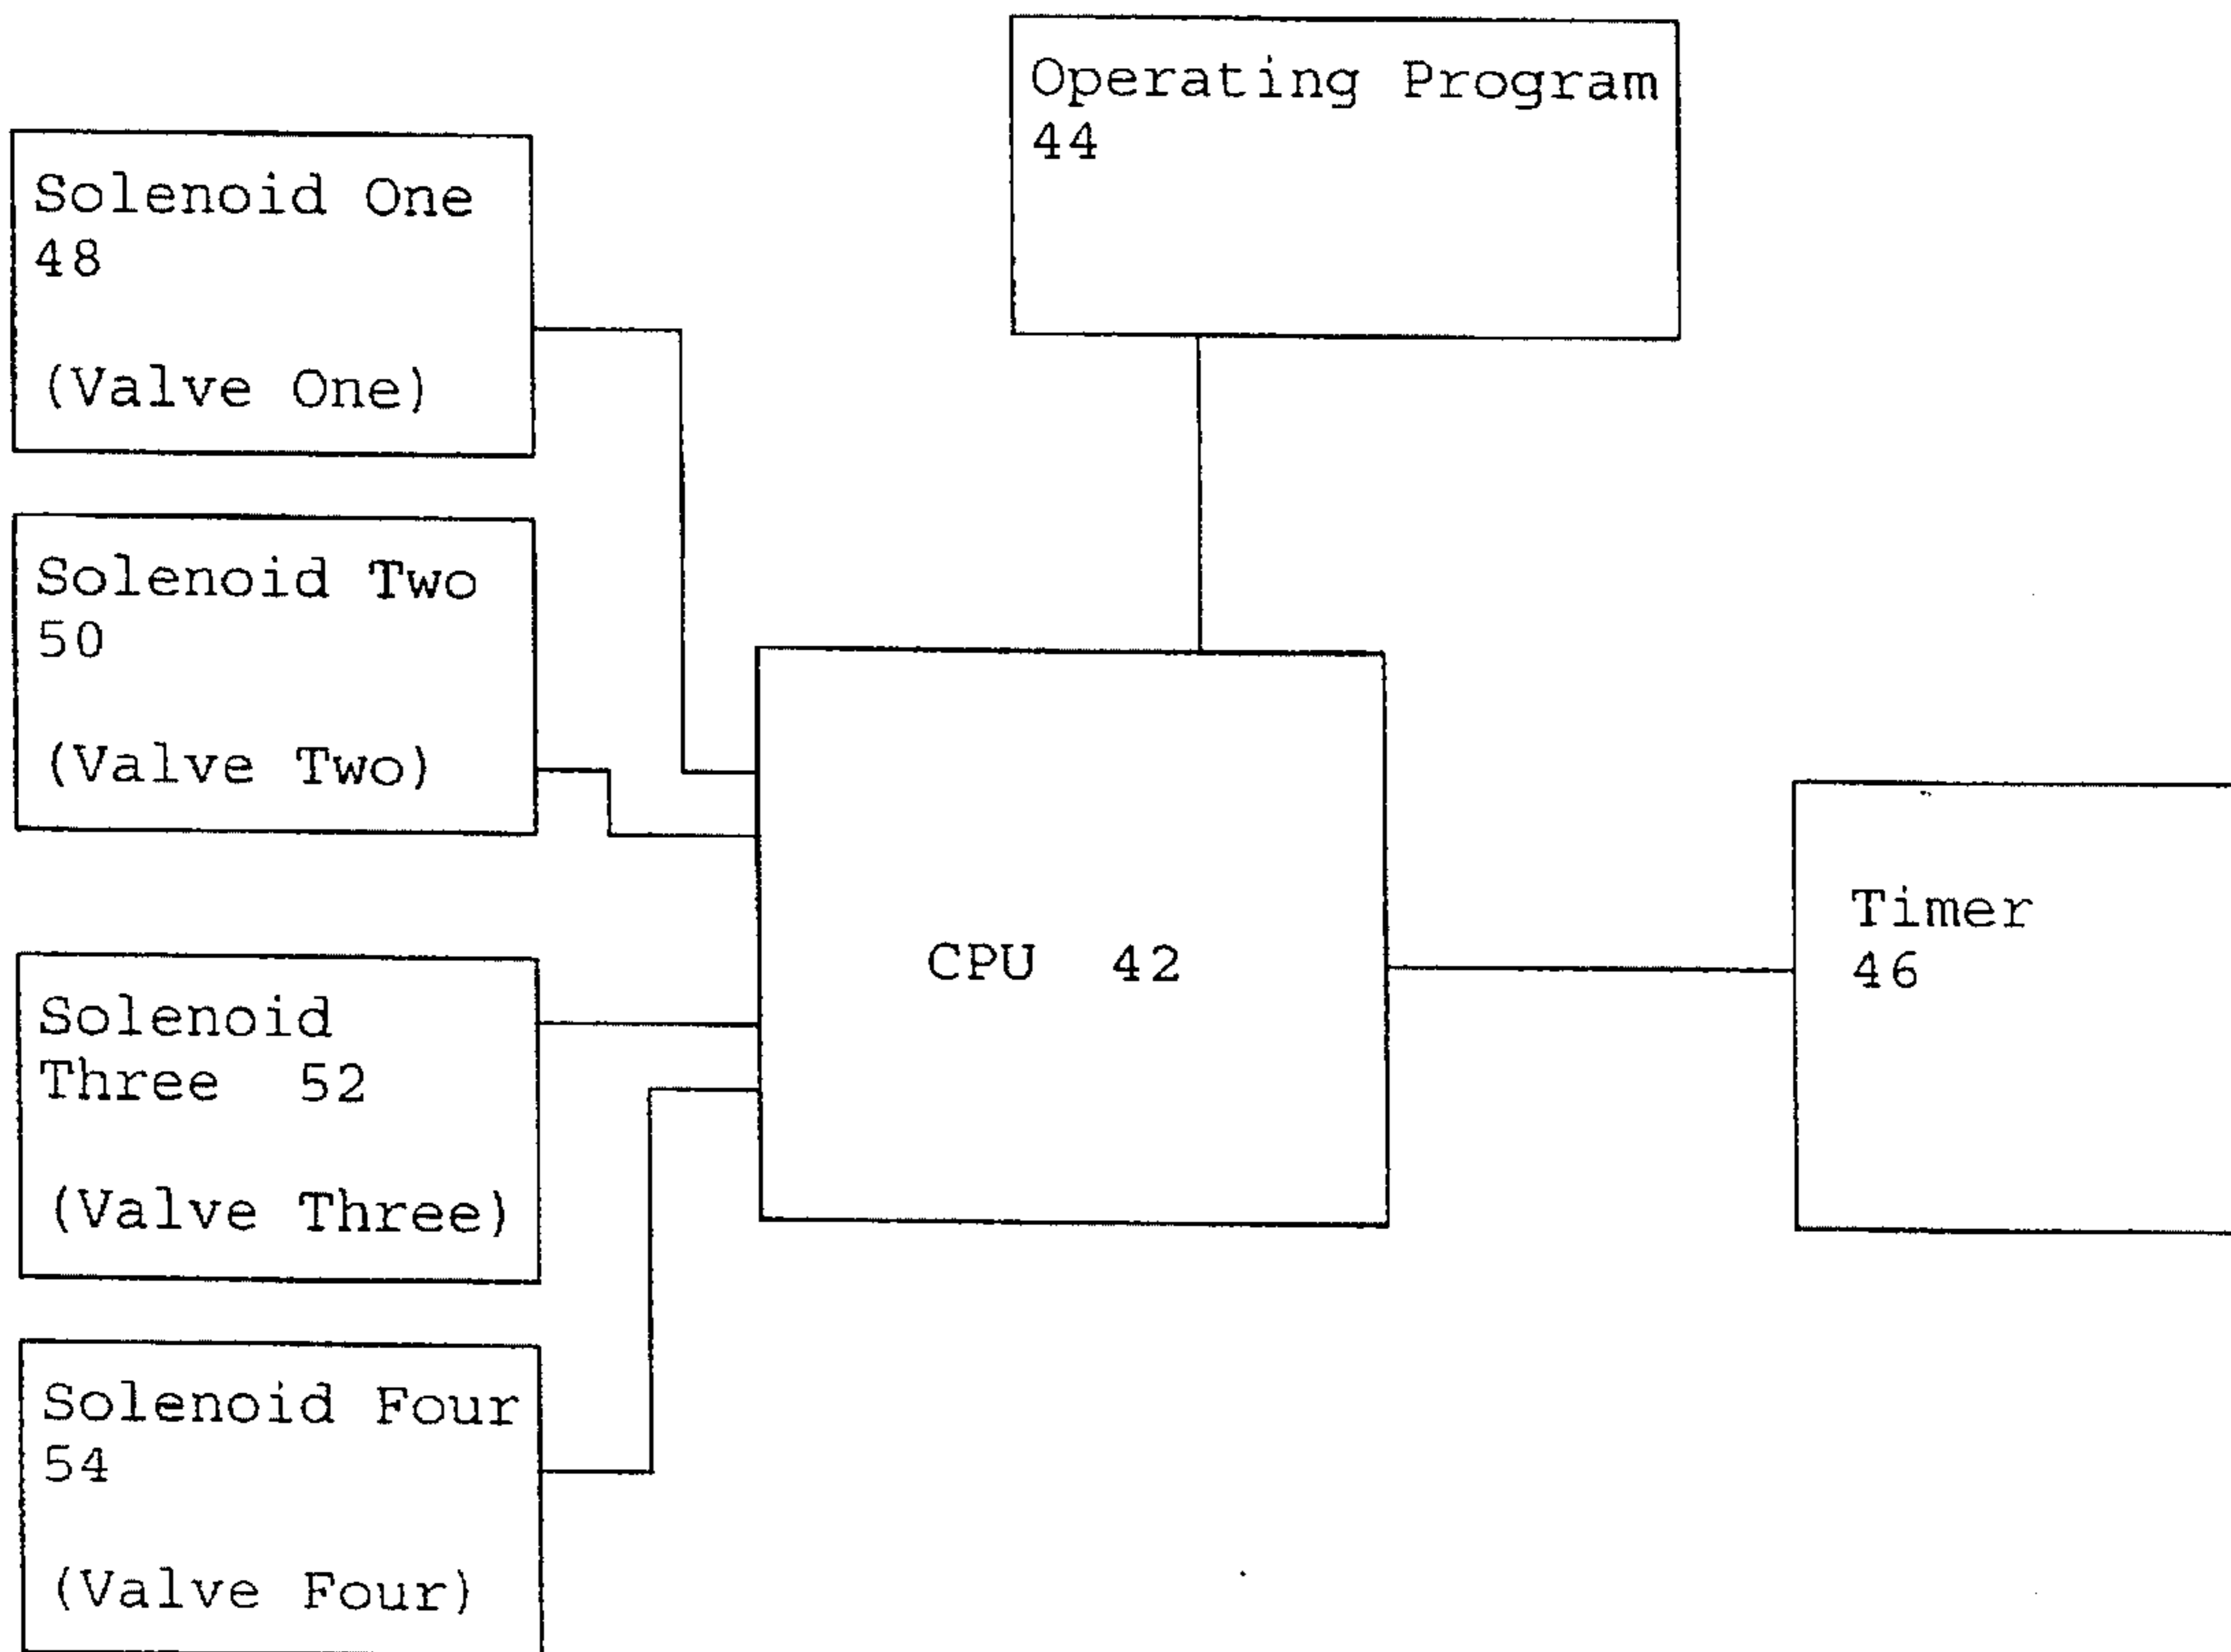 Operating Program
44
Solenoid One
48
(Valve One)
Solenoid Two
50
(Valve Two)
CPU 42
Timer
46
Solenoid
Three 52
(Valve Three)
Solenoid Four
54
(Valve Four)